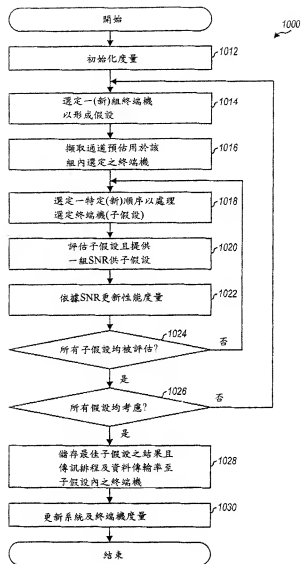 開始
1000
初始化度量
1012
選定一(新)組終端機
以形成假設
1014
擷取通道預估用於該
組內選定之終端機
1016
選定一特定(新)順序以處理
選定終端機(子假設)
1018
評估子假設且提供
一組SNR供子假設
1020
依據SNR更新性能度量
1022
1024
所有子假設均被評估?
否
是
1026
所有假設均考慮?
否
是
儲存最佳子假設之結果且
傳訊排程及資料傳輸率至
子假設內之終端機
1028
更新系統及終端機度量
1030
結束